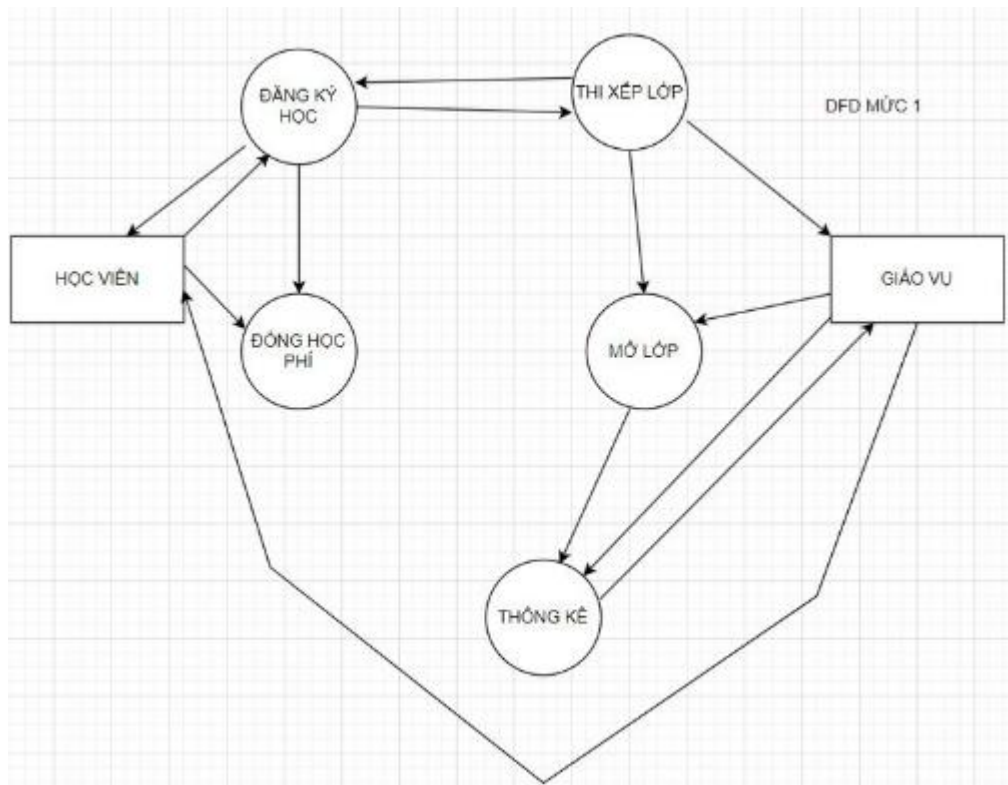 ĐĂNG KÝ
HỌC
THI XẾP LỚP
DFD MỨC 1
HỌC VIÊN
GIÁO VỤ
ĐÓNG HỌC
PHÍ
MỞ LỚP
THÔNG KÊ